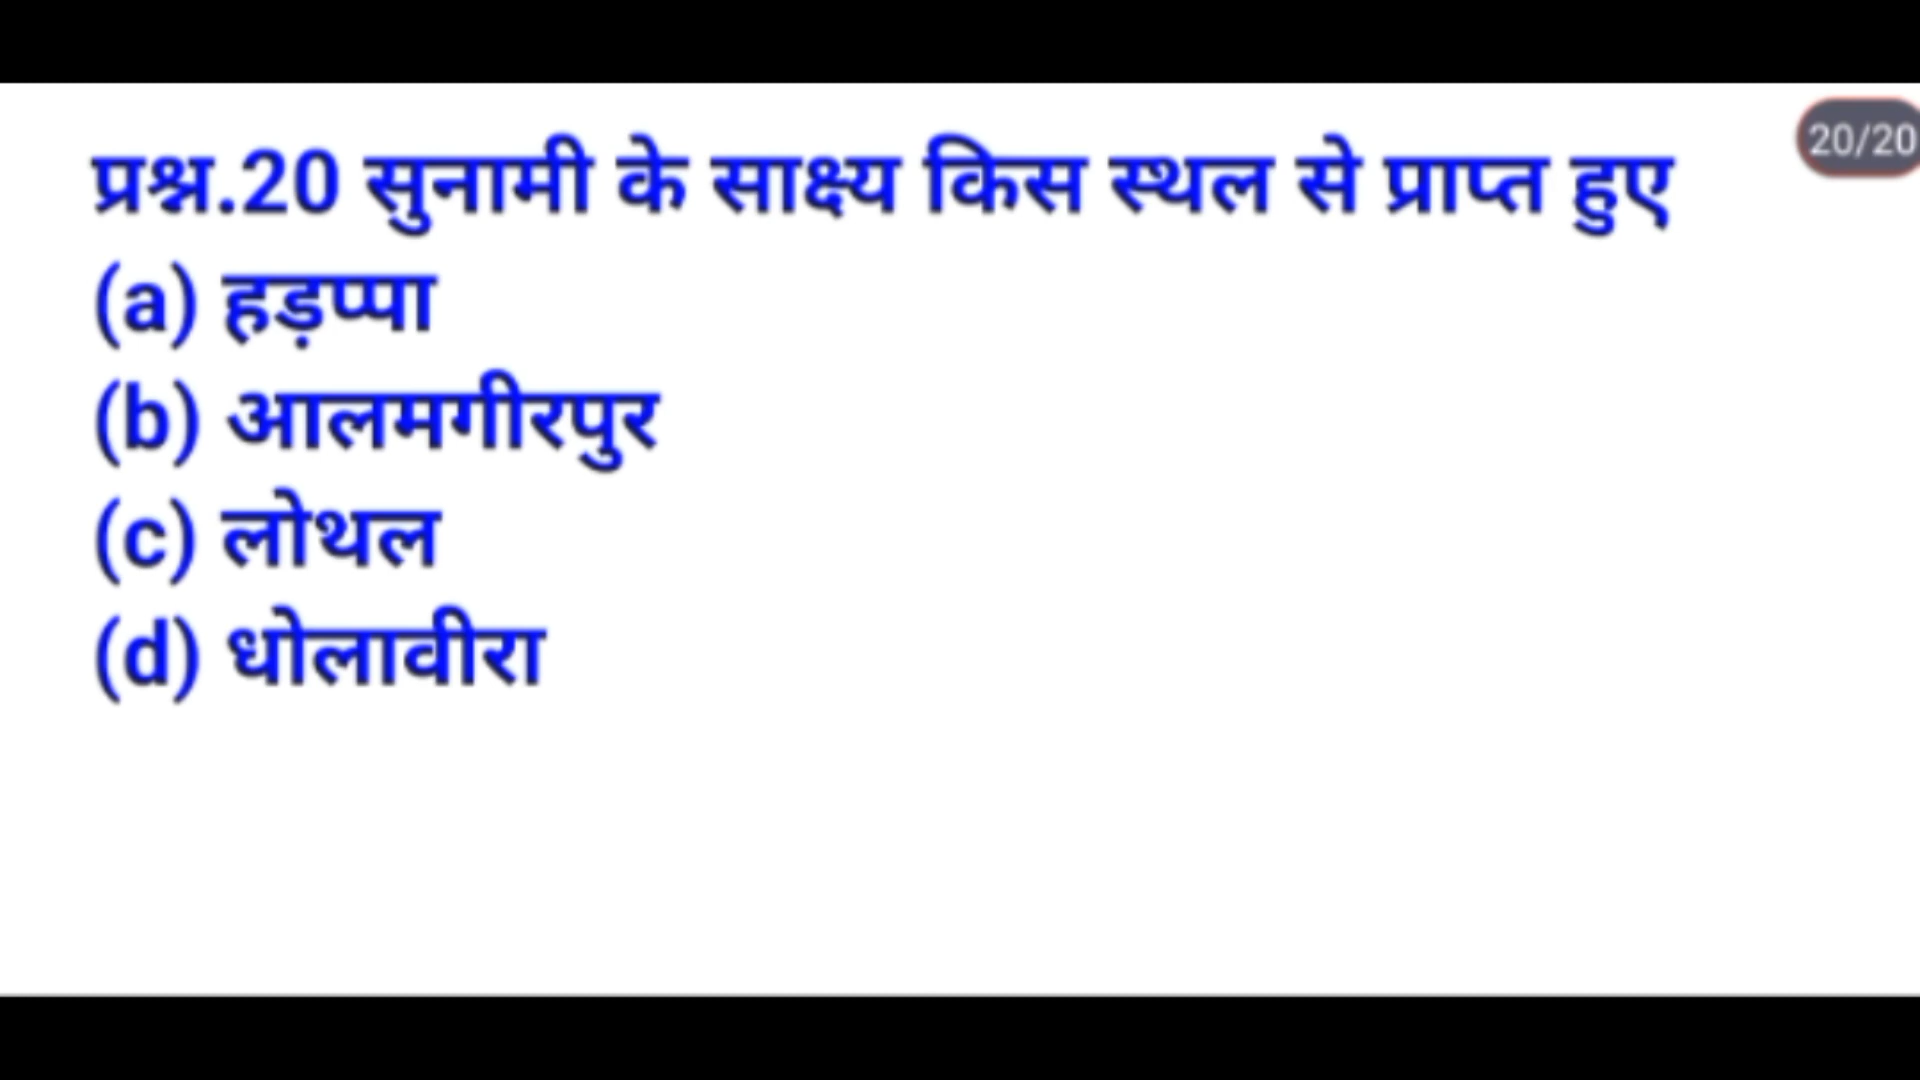 प्रश्न.20 सुनामी के साक्ष्य किस स्थल से प्राप्त हुए
20/20
(a) हड़प्पा
(b) आलमगीरपुर
(c) लोथल
(d) धोलावीरा